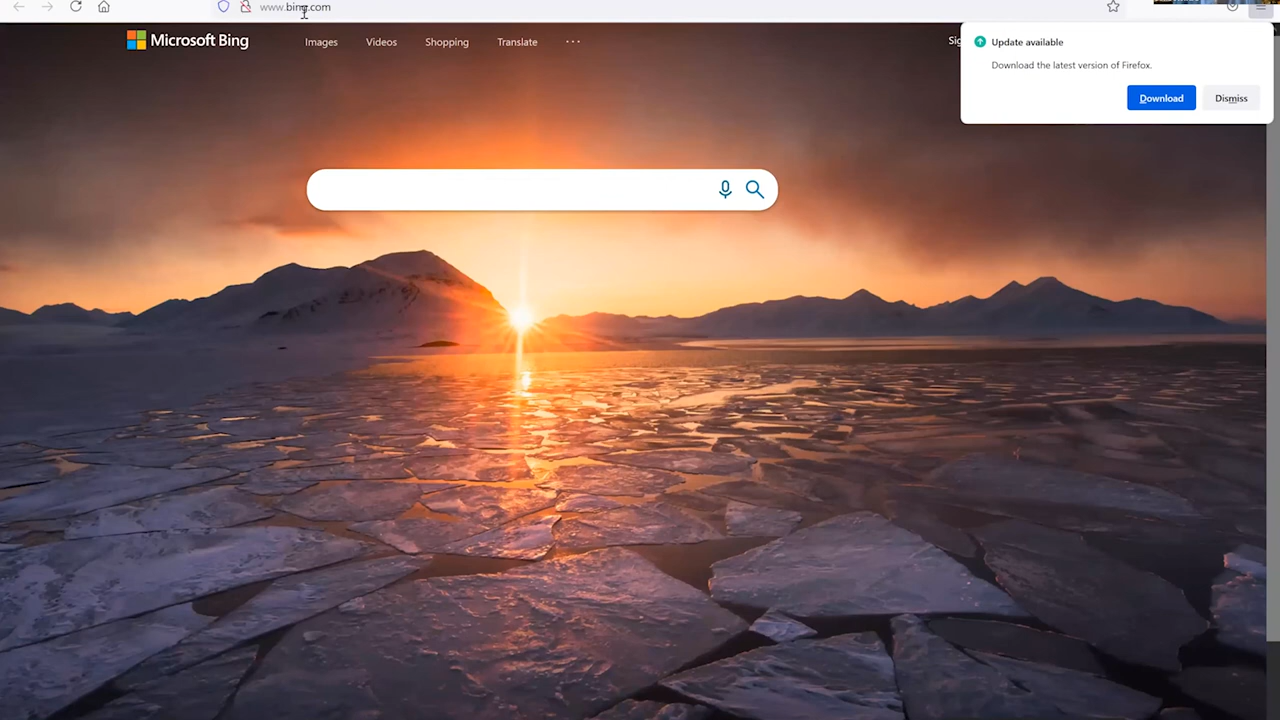 www.bing.com
Microsoft Bing
Images
Videos
Shopping
Translate
Update available
Download the latest version of Firefox.
Download
Dismiss